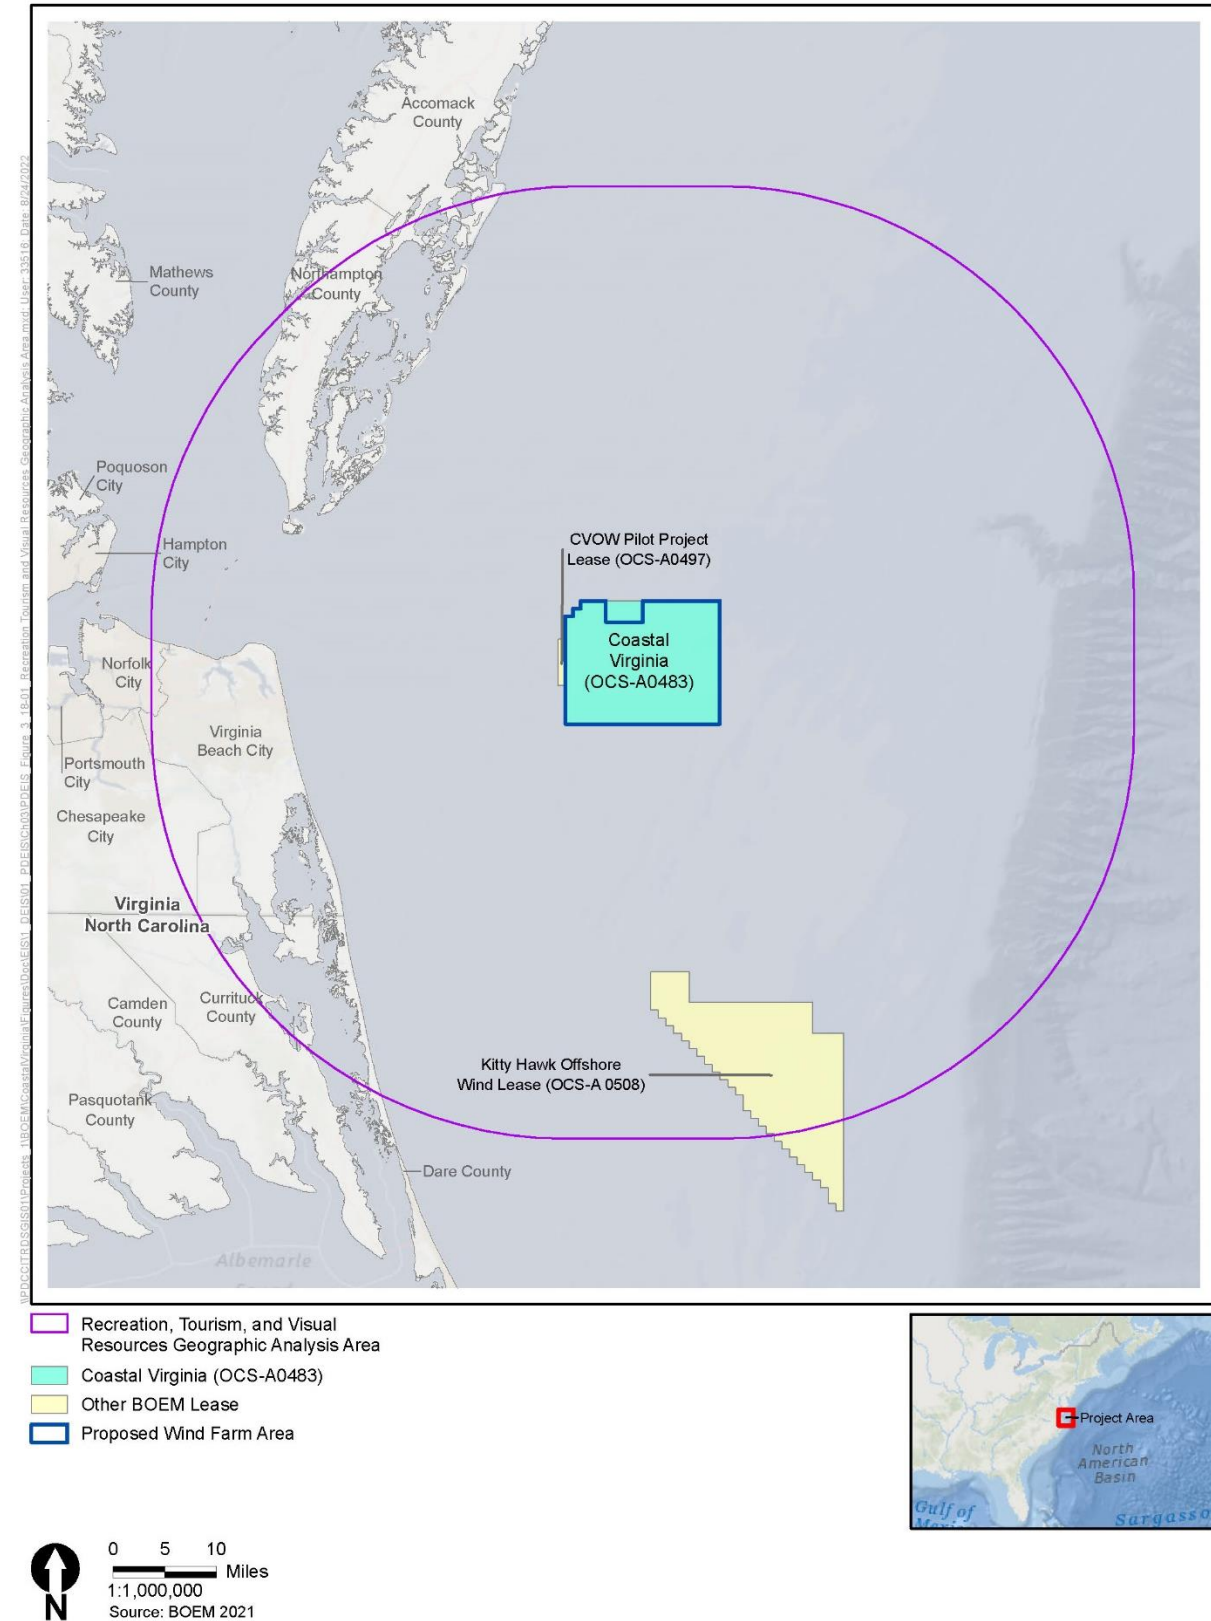 Accomack
County
Mathews
County
Northampton
County
Poquoson
City
Hampton
City
CVOW Pilot Project
Lease (OCS-A0497)
Coastal
Virginia
(OCS-A0483)
Norfolk
City
Virginia
Beach City
Portsmouth
City
Chesapeake
City
Virginia
North Carolina
Camden
County
Currituck
County
Kitty Hawk Offshore
Wind Lease (OCS-A 0508)
Pasquotank
County
Dare County
Albemarle
Recreation, Tourism, and Visual
Resources Geographic Analysis Area
Coastal Virginia (OCS-A0483)
Other BOEM Lease
Proposed Wind Farm Area
Project Area
North
American
Basin
Gulf of
Sargasso
N
0 5 10
Miles
1:1,000,000
Source: BOEM 2021